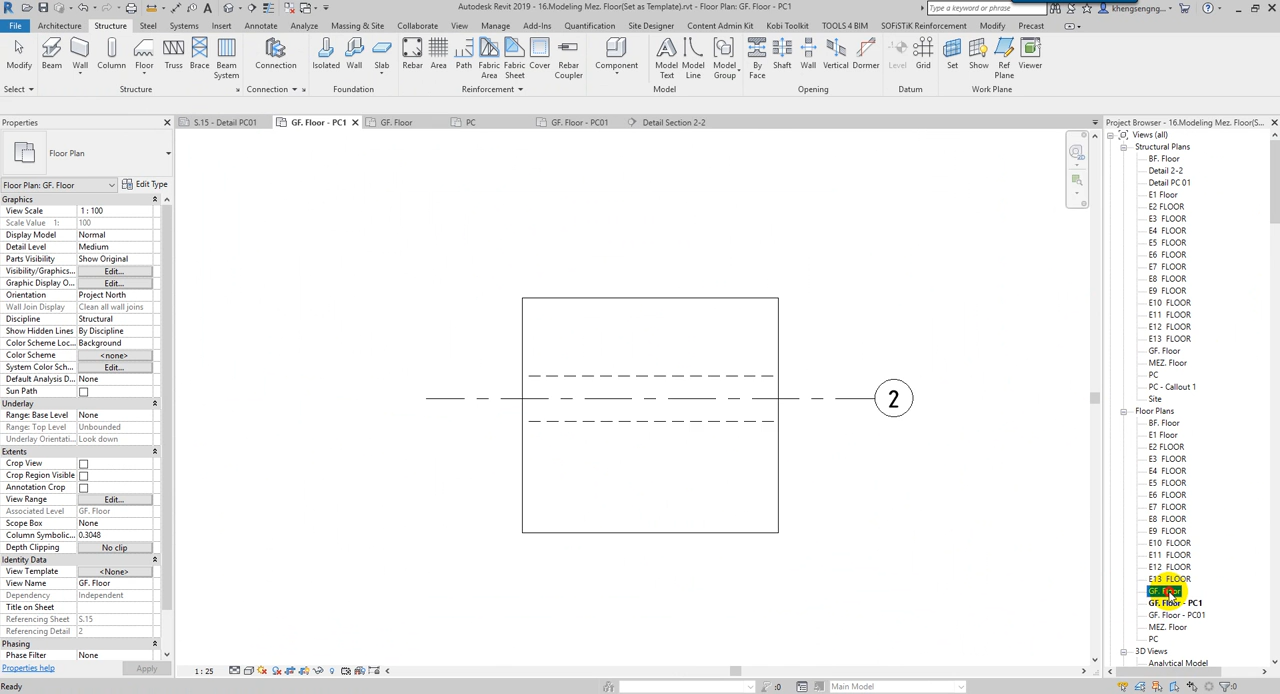 Autodesk Revit 2019 - 16.Modeling Mez. Floor(Set as Template).rvt - Floor Plan: GF. Floor - PC1
Type a keyword or phrase
khengsengng...
File Architecture Structure Steel Systems Insert Annotate Analyze Massing & Site Collaborate View Manage Add-Ins Quantification Site Designer Content Admin Kit Kobi Toolkit TOOLS 4 BIM SOFiSTiK Reinforcement Modify Precast
Modify Beam Wall Column Floor Truss Brace Beam System Connection Isolated Wall Slab Rebar Area Path Fabric Area Fabric Sheet Cover Rebar Coupler Component Model Text Model Line Model Group By Face Shaft Wall Vertical Dormer Level Grid Set Show Ref Plane Viewer
Select Structure Connection Foundation Reinforcement Model Opening Datum Work Plane
Properties
S.15 - Detail PC01 GF. Floor - PC1 GF. Floor PC GF. Floor - PC01 Detail Section 2-2
Floor Plan
Floor Plan: GF. Floor Edit Type
Graphics
View Scale 1 : 100
Scale Value 1: 100
Display Model Normal
Detail Level Medium
Parts Visibility Show Original
Visibility/Graphics... Edit...
Graphic Display O... Edit...
Orientation Project North
Wall Join Display Clean all wall joins
Discipline Structural
Show Hidden Lines By Discipline
Color Scheme Loc... Background
Color Scheme <none>
System Color Sch... Edit...
Default Analysis D... None
Sun Path
Underlay
Range: Base Level None
Range: Top Level Unbounded
Underlay Orientati... Look down
Extents
Crop View
Crop Region Visible
Annotation Crop
View Range Edit...
Associated Level GF. Floor
Scope Box None
Column Symbolic... 0.3048
Depth Clipping No clip
Identity Data
View Template <None>
View Name GF. Floor
Dependency Independent
Title on Sheet
Referencing Sheet S.15
Referencing Detail 2
Phasing
Phase Filter None
Properties help Apply
2
Project Browser - 16.Modeling Mez. Floor(S...
Views (all)
Structural Plans
BF. Floor
Detail 2-2
Detail PC 01
E1 Floor
E2 FLOOR
E3 FLOOR
E4 FLOOR
E5 FLOOR
E6 FLOOR
E7 FLOOR
E8 FLOOR
E9 FLOOR
E10 FLOOR
E11 FLOOR
E12 FLOOR
E13 FLOOR
GF. Floor
MEZ. Floor
PC
PC - Callout 1
Site
Floor Plans
BF. Floor
E1 Floor
E2 FLOOR
E3 FLOOR
E4 FLOOR
E5 FLOOR
E6 FLOOR
E7 FLOOR
E8 FLOOR
E9 FLOOR
E10 FLOOR
E11 FLOOR
E12 FLOOR
E13 FLOOR
GF. Floor
GF. Floor - PC1
GF. Floor - PC01
MEZ. Floor
PC
3D Views
Analytical Model
1 : 25
Ready
:0
Main Model
:0